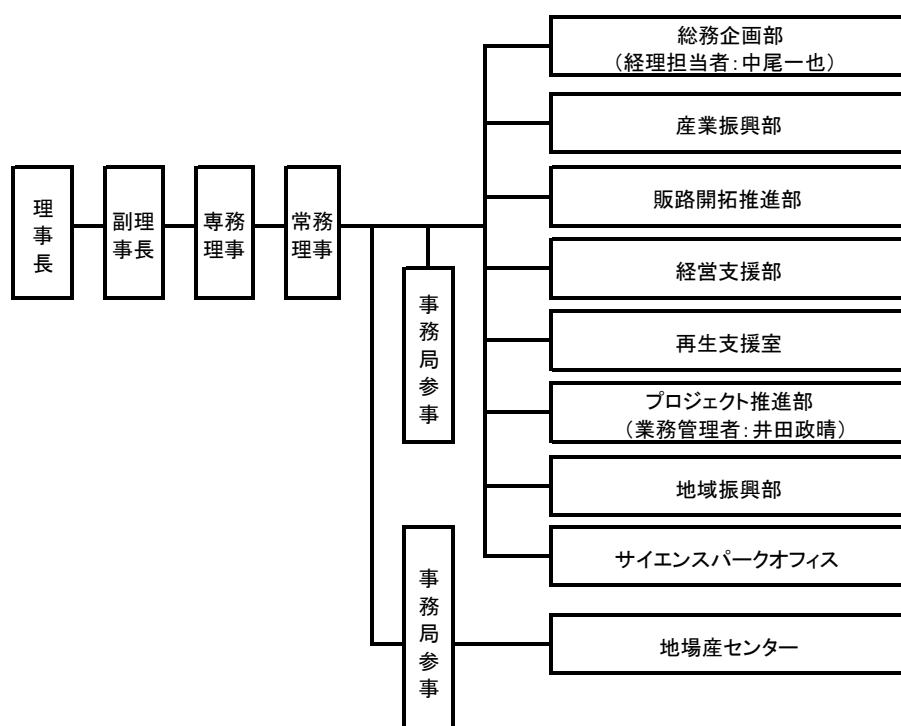 理事長
副理事長
専務理事
常務理事
事務局参事
事務局参事
総務企画部
（経理担当者：中尾一也）
産業振興部
販路開拓推進部
経営支援部
再生支援室
プロジェクト推進部
（業務管理者：井田政晴）
地域振興部
サイエンスパークオフィス
地場産センター